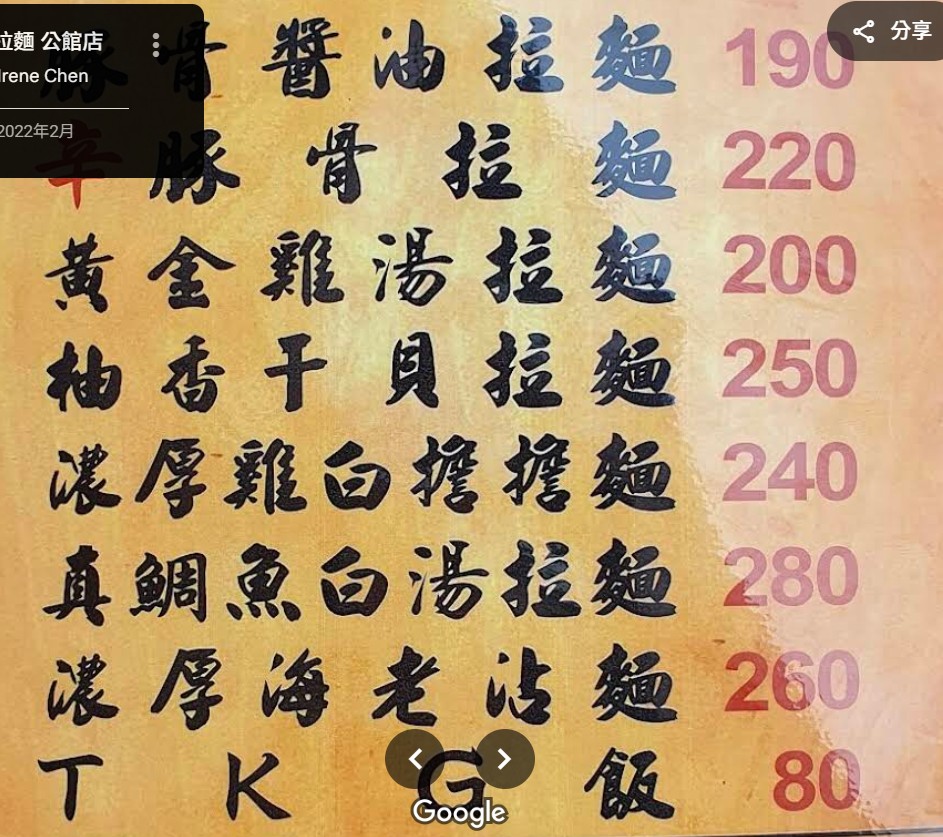 拉麵 公館店
Irene Chen
2022年2月
分享
豚骨醬油拉麵 190
辛豚骨拉麵 220
黃金雞湯拉麵 200
柚香干貝拉麵 250
濃厚雞白擔擔麵 240
真鯛魚白湯拉麵 280
濃厚海老沾麵 260
TKG飯 80
Google